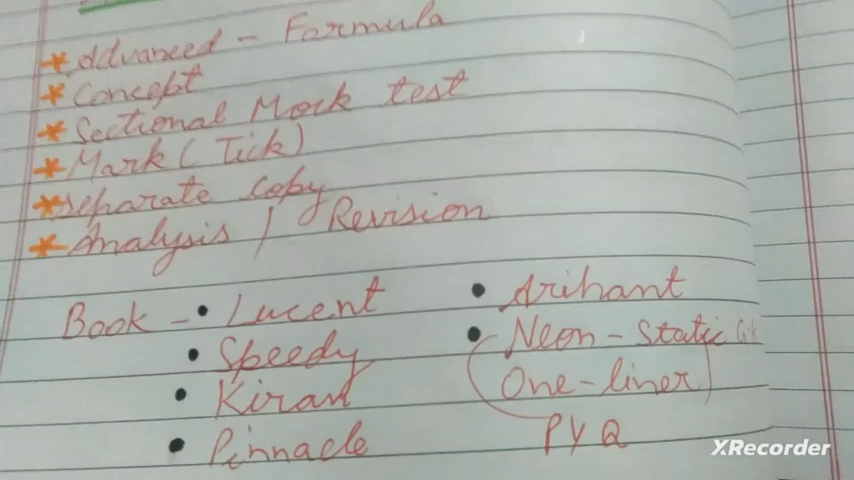 * Advanced - Formula
* Concept
* Sectional Mock test
* Mark ( Tick )
* Separate Copy
* Analysis / Revision
Book - • Lucent
• Speedy
• Kiran
• Pinnacle
• Arihant
• Neon - Static GK
( One-liner )
PYQ
XRecorder